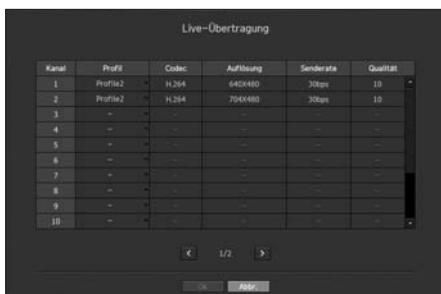 Live-Übertragung
Kanal Profil Codec Auflösung Senderate Qualität
1 Profile2 H.264 640X480 30bps 10
2 Profile2 H.264 704X480 30bps 10
3 - - - - -
4 - - - - -
5 - - - - -
6 - - - - -
7 - - - - -
8 - - - - -
9 - - - - -
10 - - - - -
< 1/2 >
Ok Abbr.